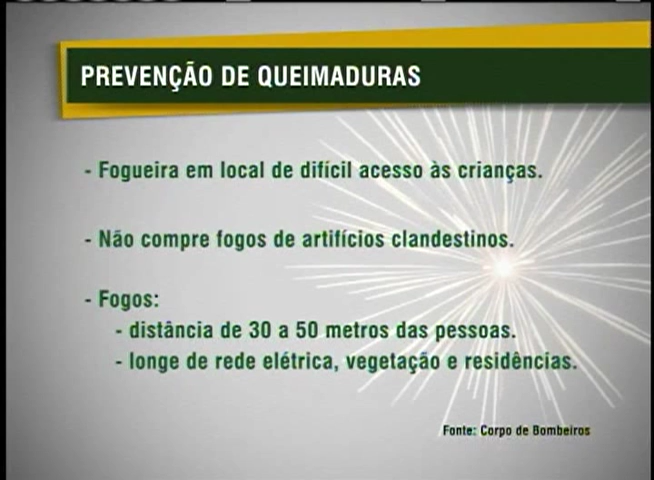 PREVENÇÃO DE QUEIMADURAS
- Fogueira em local de difícil acesso às crianças.
- Não compre fogos de artifícios clandestinos.
- Fogos:
- distância de 30 a 50 metros das pessoas.
- longe de rede elétrica, vegetação e residências.
Fonte: Corpo de Bombeiros